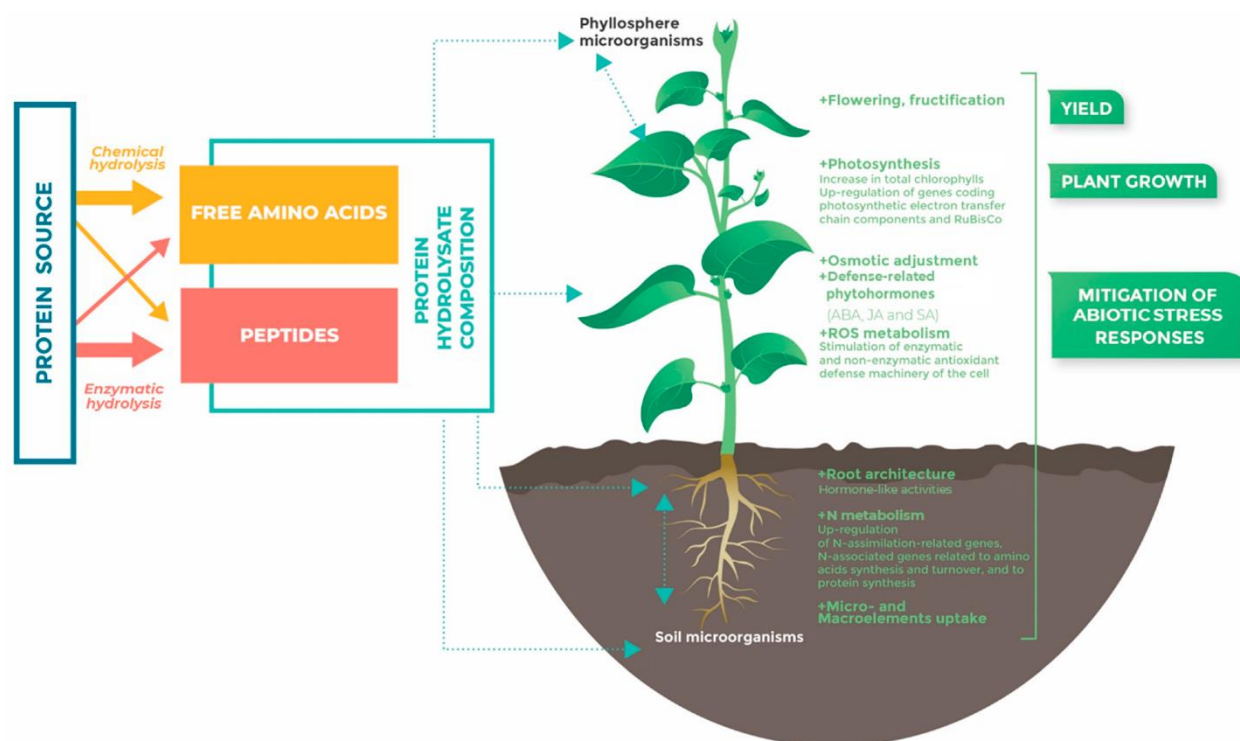 PROTEIN SOURCE
Chemical
hydrolysis
Enzymatic
hydrolysis
FREE AMINO ACIDS
PEPTIDES
PROTEIN
HYDROLYSATE
COMPOSITION
Phyllosphere
microorganisms
+Flowering, fructification
+Photosynthesis
Increase in total chlorophylls
Up-regulation of genes coding
photosynthetic electron transfer
chain components and RuBisCo
+Osmotic adjustment
+Defense-related
phytohormones
(ABA, JA and SA)
+ROS metabolism
Stimulation of enzymatic
and non-enzymatic antioxidant
defense machinery of the cell
+Root architecture
Hormone-like activities
+N metabolism
Up-regulation
of N-assimilation-related genes,
N-associated genes related to amino
acids synthesis and turnover, and to
protein synthesis
+Micro- and
Macroelements uptake
Soil microorganisms
YIELD
PLANT GROWTH
MITIGATION OF
ABIOTIC STRESS
RESPONSES